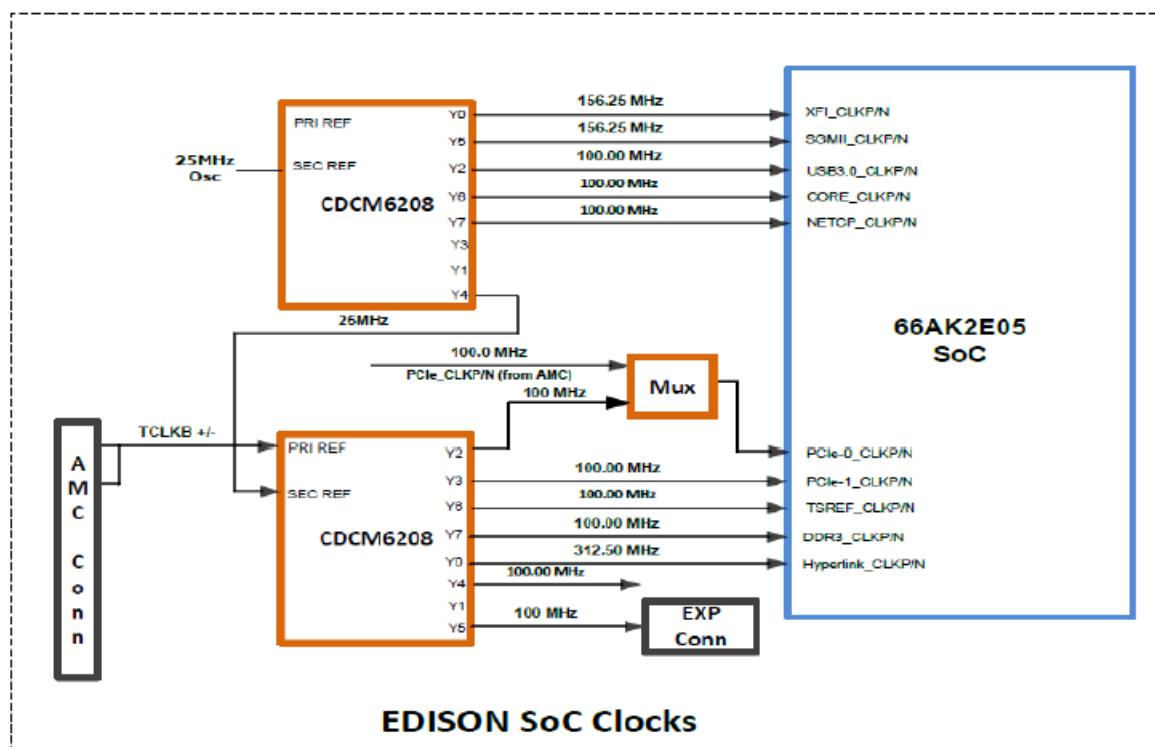 156.25 MHz
Y0
XFI_CLKP/N
PRI REF
156.25 MHz
Y5
SGMII_CLKP/N
25MHz
Osc
SEC REF
100.00 MHz
Y2
USB3.0_CLKP/N
CDCM6208
100.00 MHz
Y6
CORE_CLKP/N
100.00 MHz
Y7
NETCP_CLKP/N
Y3
Y1
Y4
25MHz
66AK2E05
SoC
100.0 MHz
PCIe_CLKP/N (from AMC)
Mux
100 MHz
TCLKB +/-
AMC Conn
PRI REF
Y2
PCIe-0_CLKP/N
100.00 MHz
Y3
PCIe-1_CLKP/N
SEC REF
100.00 MHz
Y6
TSREF_CLKP/N
CDCM6208
100.00 MHz
Y7
DDR3_CLKP/N
312.50 MHz
Y0
Hyperlink_CLKP/N
Y4
100.00 MHz
Y1
100 MHz
Y5
EXP
Conn
EDISON SoC Clocks